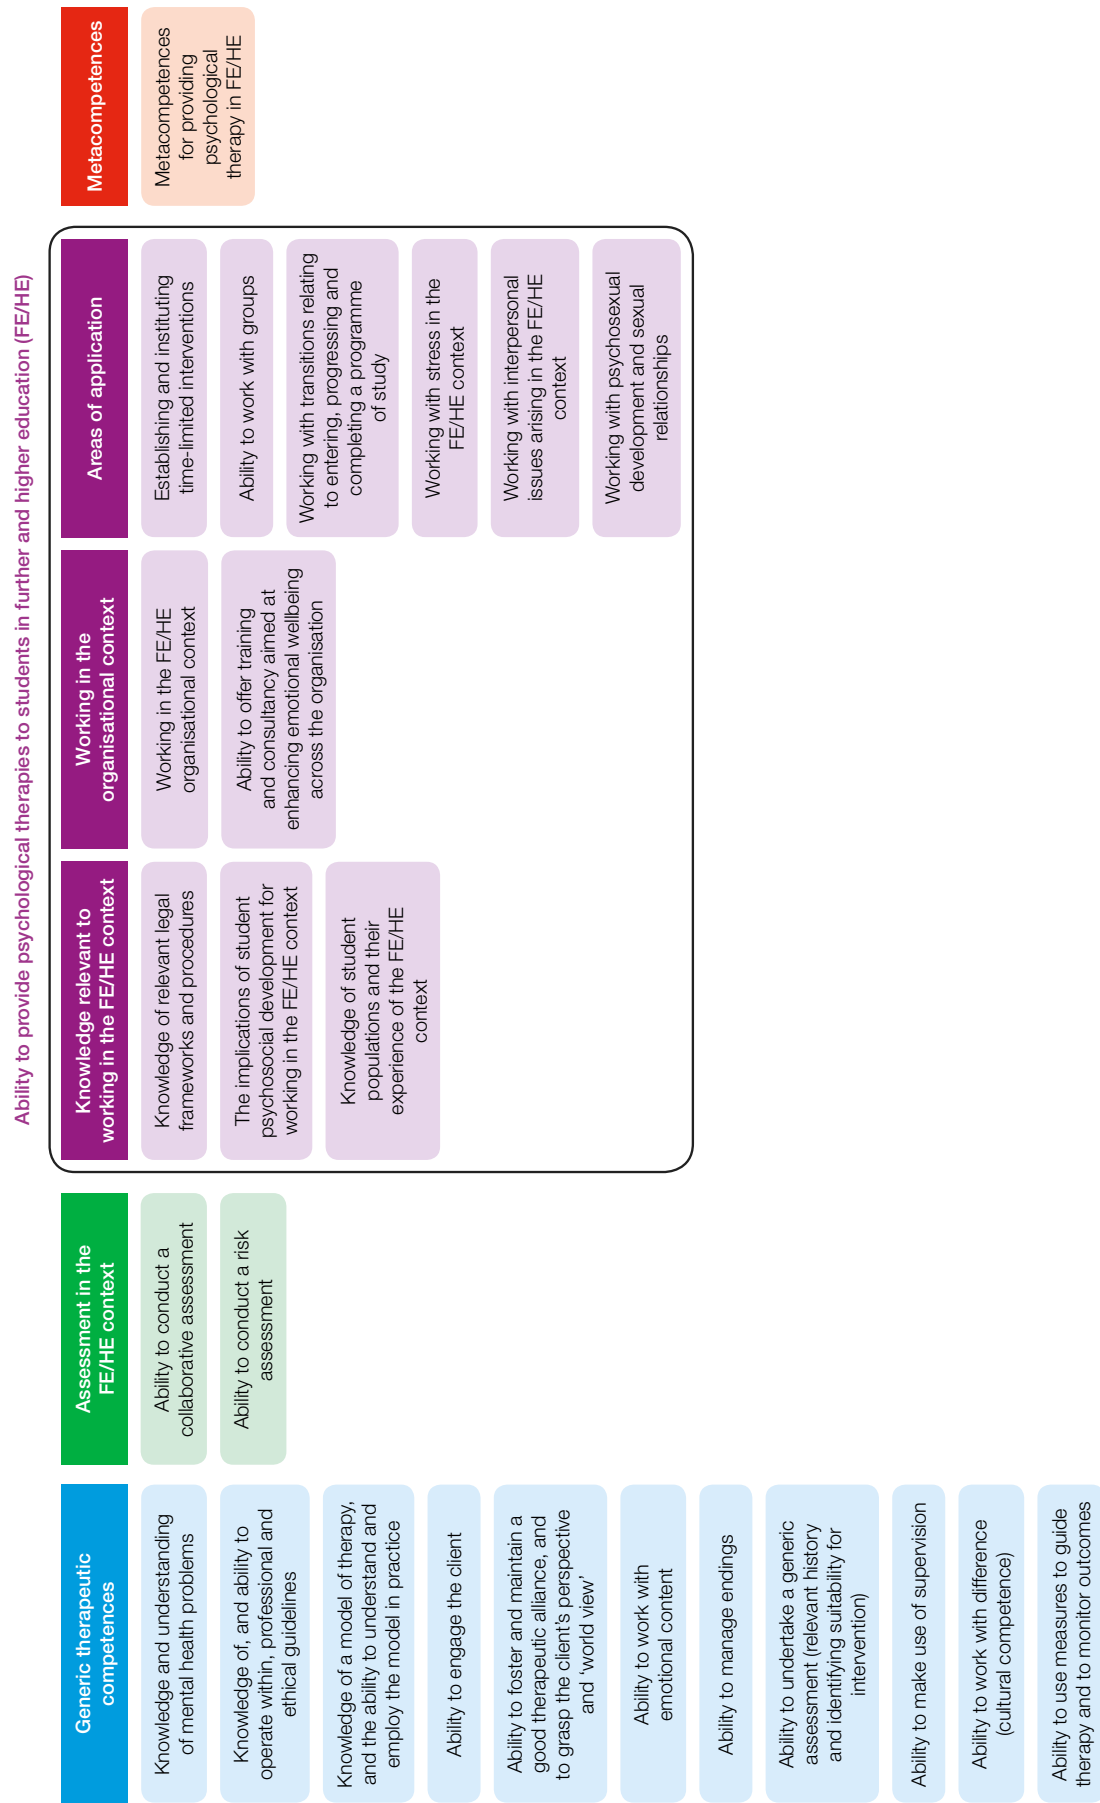 Ability to provide psychological therapies to students in further and higher education (FE/HE)
Generic therapeutic
competences
Knowledge and understanding
of mental health problems
Knowledge of, and ability to
operate within, professional and
ethical guidelines
Knowledge of a model of therapy,
and the ability to understand and
employ the model in practice
Ability to engage the client
Ability to foster and maintain a
good therapeutic alliance, and
to grasp the client’s perspective
and ‘world view’
Ability to work with
emotional content
Ability to manage endings
Ability to undertake a generic
assessment (relevant history
and identifying suitability for
intervention)
Ability to make use of supervision
Ability to work with difference
(cultural competence)
Ability to use measures to guide
therapy and to monitor outcomes
Assessment in the
FE/HE context
Ability to conduct a
collaborative assessment
Ability to conduct a risk
assessment
Knowledge relevant to
working in the FE/HE context
Knowledge of relevant legal
frameworks and procedures
The implications of student
psychosocial development for
working in the FE/HE context
Knowledge of student
populations and their
experience of the FE/HE
context
Working in the
organisational context
Working in the FE/HE
organisational context
Ability to offer training
and consultancy aimed at
enhancing emotional wellbeing
across the organisation
Areas of application
Establishing and instituting
time-limited interventions
Ability to work with groups
Working with transitions relating
to entering, progressing and
completing a programme
of study
Working with stress in the
FE/HE context
Working with interpersonal
issues arising in the FE/HE
context
Working with psychosexual
development and sexual
relationships
Metacompetences
Metacompetences
for providing
psychological
therapy in FE/HE